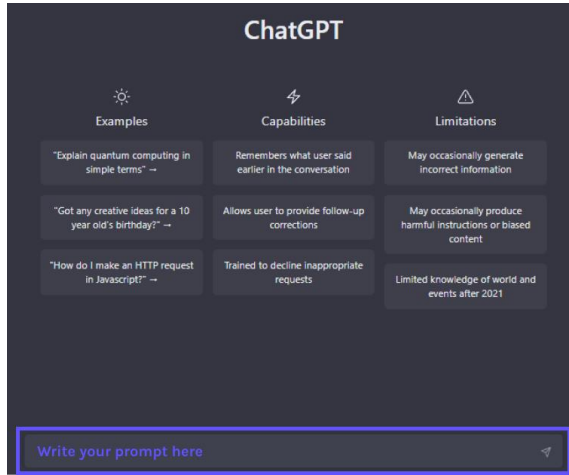 ChatGPT
Examples
"Explain quantum computing in
simple terms" →
"Got any creative ideas for a 10
year old's birthday?" →
"How do I make an HTTP request
in Javascript?" →
Capabilities
Remembers what user said
earlier in the conversation
Allows user to provide follow-up
corrections
Trained to decline inappropriate
requests
Limitations
May occasionally generate
incorrect information
May occasionally produce
harmful instructions or biased
content
Limited knowledge of world and
events after 2021
Write your prompt here